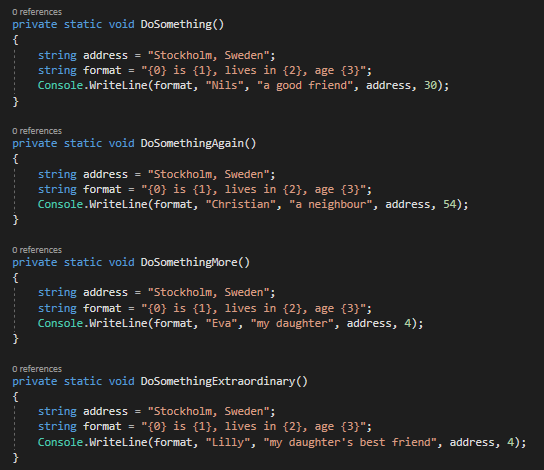 0 references
private static void DoSomething()
{
string address = "Stockholm, Sweden";
string format = "{0} is {1}, lives in {2}, age {3}";
Console.WriteLine(format, "Nils", "a good friend", address, 30);
}
0 references
private static void DoSomethingAgain()
{
string address = "Stockholm, Sweden";
string format = "{0} is {1}, lives in {2}, age {3}";
Console.WriteLine(format, "Christian", "a neighbour", address, 54);
}
0 references
private static void DoSomethingMore()
{
string address = "Stockholm, Sweden";
string format = "{0} is {1}, lives in {2}, age {3}";
Console.WriteLine(format, "Eva", "my daughter", address, 4);
}
0 references
private static void DoSomethingExtraordinary()
{
string address = "Stockholm, Sweden";
string format = "{0} is {1}, lives in {2}, age {3}";
Console.WriteLine(format, "Lilly", "my daughter's best friend", address, 4);
}